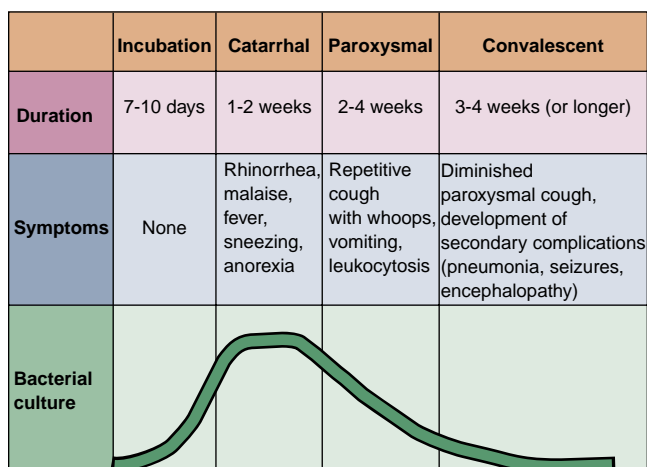 Incubation Catarrhal Paroxysmal Convalescent
Duration 7-10 days 1-2 weeks 2-4 weeks 3-4 weeks (or longer)
Symptoms
None
Rhinorrhea,
malaise,
fever,
sneezing,
anorexia
Repetitive
cough
with whoops,
vomiting,
leukocytosis
Diminished
paroxysmal cough,
development of
secondary complications
(pneumonia, seizures,
encephalopathy)
Bacterial
culture